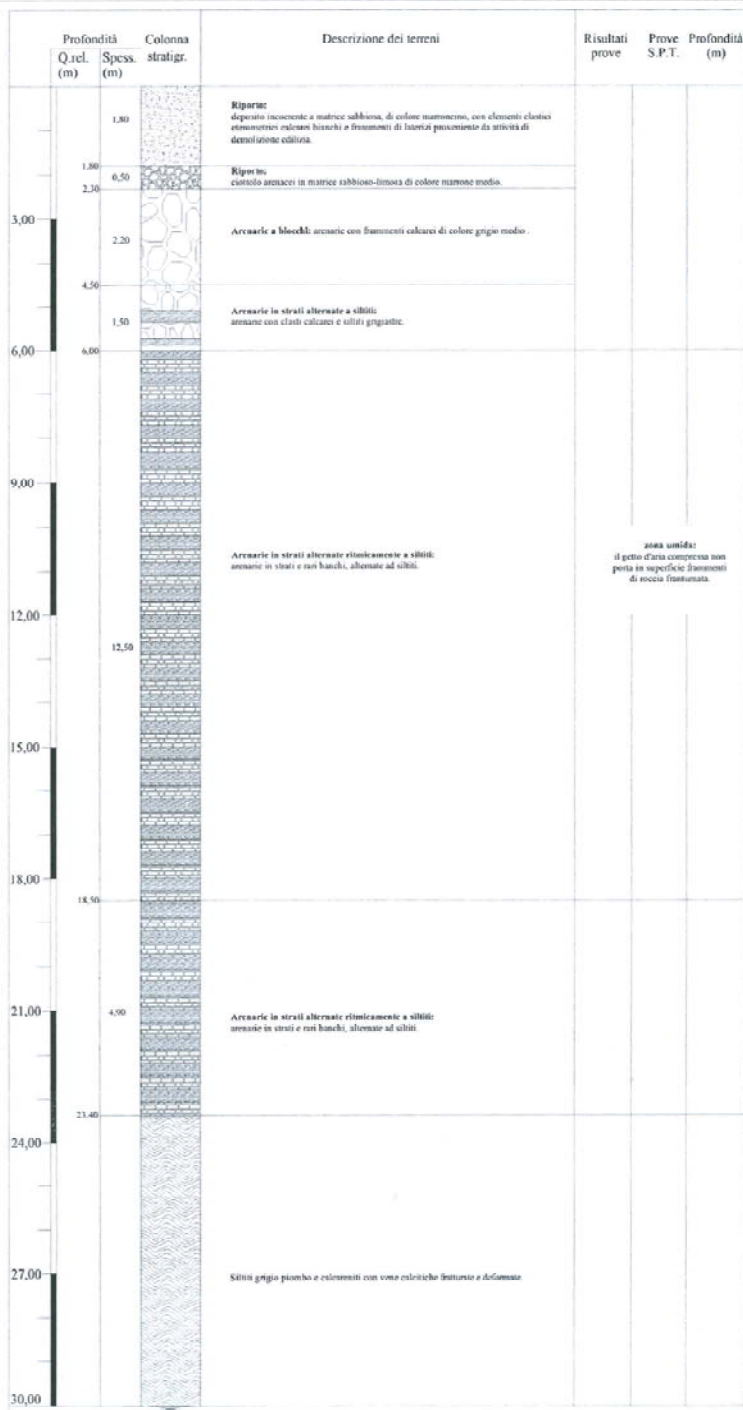 Profondità
Colonna stratigr.
Descrizione dei terreni
Risultati prove
Prove S.P.T.
Profondità (m)
Q.rel. (m)
Spess. (m)
1,80
Riporto:
deposito incoerente a matrice sabbiosa, di colore marroncino, con elementi clastici
eterometrici calcarei bianchi e frammenti di laterizi proveniente da attività di
demolizione edilizia.
1,80
0,50
Riporto:
ciottolo arenacei in matrice sabbioso-limosa di colore marrone medio.
2,30
3,00
2,20
Arenarie a blocchi: arenarie con frammenti calcarei di colore grigio medio .
4,50
1,50
Arenarie in strati alternate a siltiti:
arenarie con clasti calcarei e siltiti grigiastre.
6,00
6,00
9,00
Arenarie in strati alternate ritmicamente a siltiti:
arenarie in strati e rari banchi, alternate ad siltiti.
zona umida:
il getto d'aria compressa non
porta in superficie frammenti
di roccia frantumata.
12,00
12,50
15,00
18,00
18,50
21,00
4,90
Arenarie in strati alternate ritmicamente a siltiti:
arenarie in strati e rari banchi, alternate ad siltiti.
23,40
24,00
27,00
Siltiti grigio piombo e calcareniti con vene calcitiche fratturate e deformate.
30,00